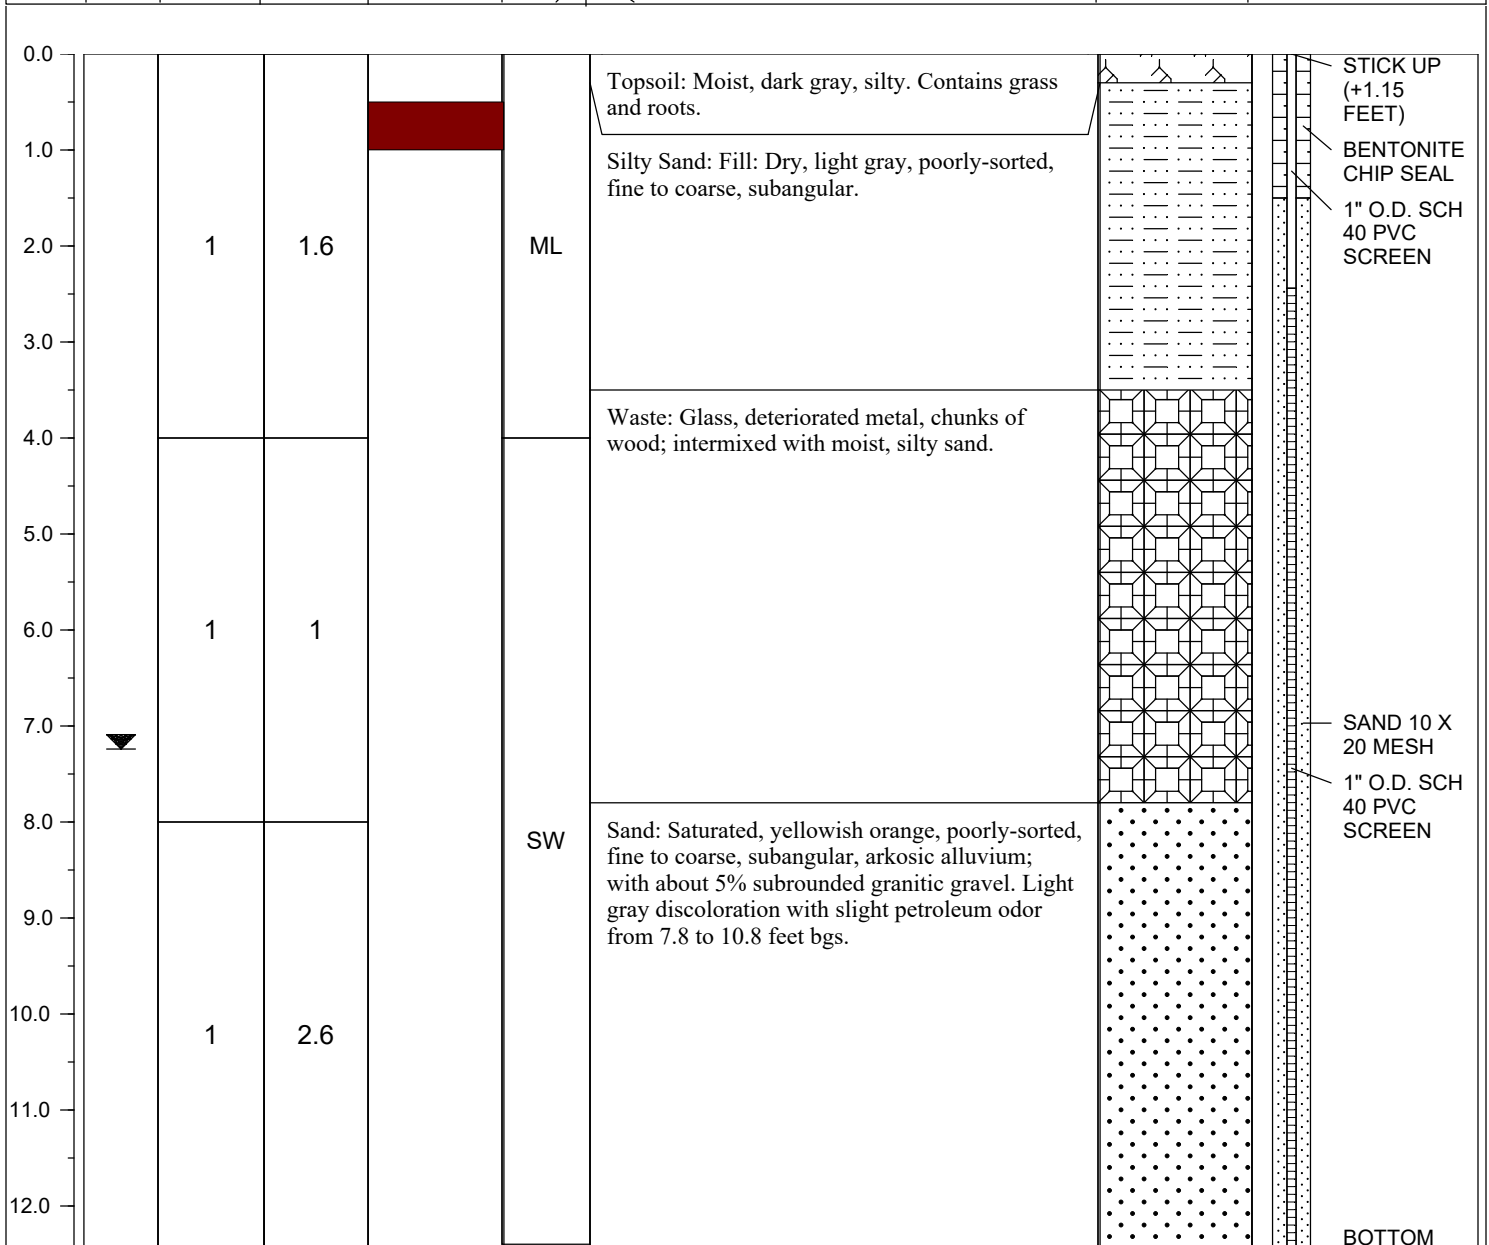 0.0
1.0
2.0
3.0
4.0
5.0
6.0
7.0
8.0
9.0
10.0
11.0
12.0
1
1.6
1
1
1
2.6
ML
SW
Topsoil: Moist, dark gray, silty. Contains grass
and roots.
Silty Sand: Fill: Dry, light gray, poorly-sorted,
fine to coarse, subangular.
Waste: Glass, deteriorated metal, chunks of
wood; intermixed with moist, silty sand.
Sand: Saturated, yellowish orange, poorly-sorted,
fine to coarse, subangular, arkosic alluvium;
with about 5% subrounded granitic gravel. Light
gray discoloration with slight petroleum odor
from 7.8 to 10.8 feet bgs.
STICK UP
(+1.15
FEET)
BENTONITE
CHIP SEAL
1" O.D. SCH
40 PVC
SCREEN
SAND 10 X
20 MESH
1" O.D. SCH
40 PVC
SCREEN
BOTTOM